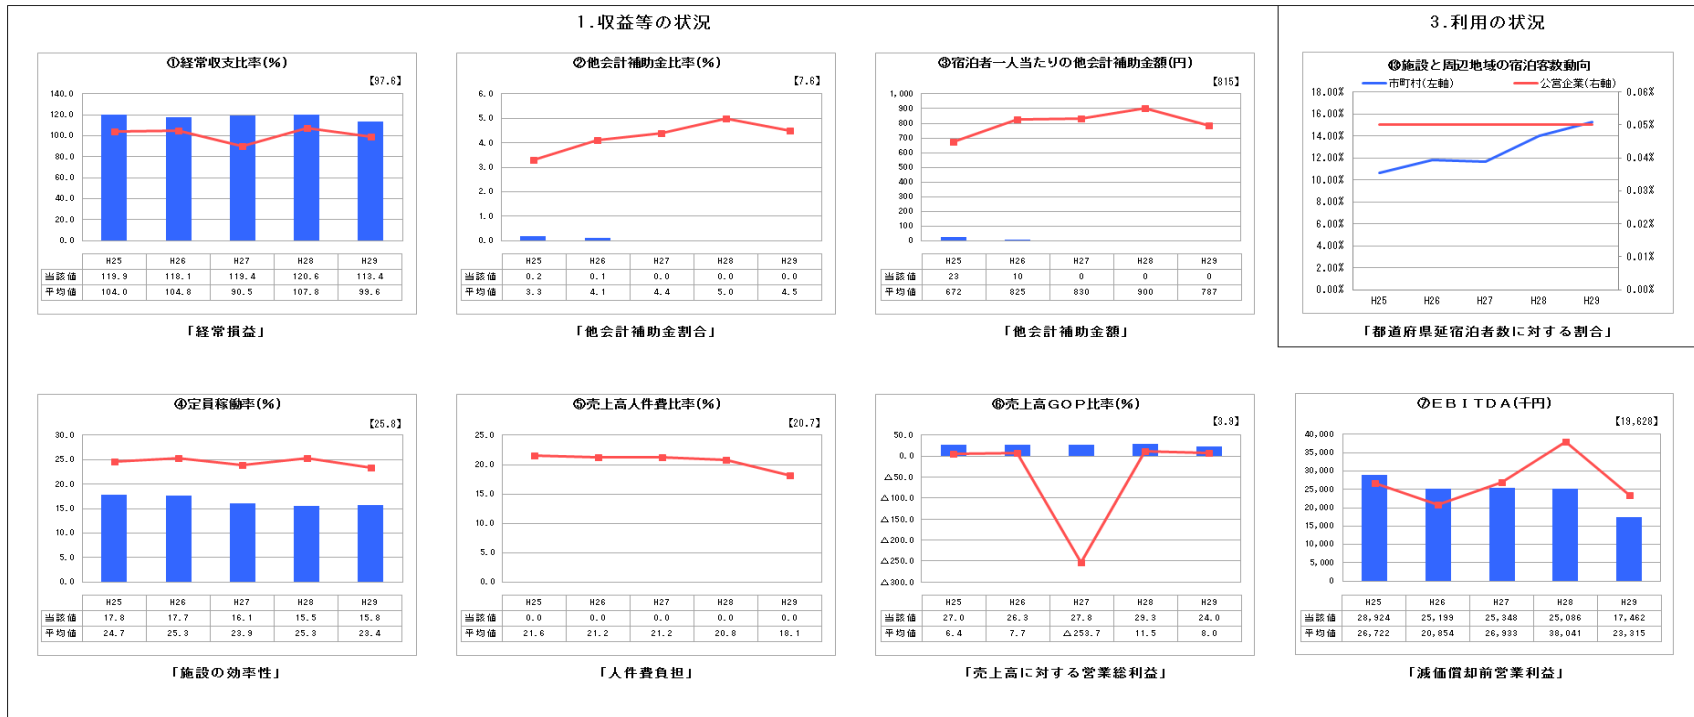 1.収益等の状況
①経常収支比率(%)
【97.6】
140.0
120.0
100.0
80.0
60.0
40.0
20.0
0.0
H25 H26 H27 H28 H29
当該値 119.9 118.1 119.4 120.6 113.4
平均値 104.0 104.8 90.5 107.8 99.6
「経常損益」
②他会計補助金比率(%)
【7.6】
6.0
5.0
4.0
3.0
2.0
1.0
0.0
H25 H26 H27 H28 H29
当該値 0.2 0.1 0.0 0.0 0.0
平均値 3.3 4.1 4.4 5.0 4.5
「他会計補助金割合」
③宿泊者一人当たりの他会計補助金額(円)
【815】
1,000
900
800
700
600
500
400
300
200
100
0
H25 H26 H27 H28 H29
当該値 23 10 0 0 0
平均値 672 825 830 900 787
「他会計補助金額」
3.利用の状況
⑬施設と周辺地域の宿泊客数動向
市町村(左軸) 公営企業(右軸)
18.00%
16.00%
14.00%
12.00%
10.00%
8.00%
6.00%
4.00%
2.00%
0.00%
0.06%
0.05%
0.04%
0.03%
0.02%
0.01%
0.00%
H25 H26 H27 H28 H29
「都道府県延宿泊者数に対する割合」
④定員稼働率(%)
【25.8】
30.0
25.0
20.0
15.0
10.0
5.0
0.0
H25 H26 H27 H28 H29
当該値 17.8 17.7 16.1 15.5 15.8
平均値 24.7 25.3 23.9 25.3 23.4
「施設の効率性」
⑤売上高人件費比率(%)
【20.7】
25.0
20.0
15.0
10.0
5.0
0.0
H25 H26 H27 H28 H29
当該値 0.0 0.0 0.0 0.0 0.0
平均値 21.6 21.2 21.2 20.8 18.1
「人件費負担」
⑥売上高GOP比率(%)
【3.9】
50.0
0.0
△50.0
△100.0
△150.0
△200.0
△250.0
△300.0
H25 H26 H27 H28 H29
当該値 27.0 26.3 27.8 29.3 24.0
平均値 6.4 7.7 △253.7 11.5 8.0
「売上高に対する営業総利益」
⑦EBITDA(千円)
【19,628】
40,000
35,000
30,000
25,000
20,000
15,000
10,000
5,000
0
H25 H26 H27 H28 H29
当該値 28,924 25,199 25,348 25,086 17,462
平均値 26,722 20,854 26,933 38,041 23,315
「減価償却前営業利益」